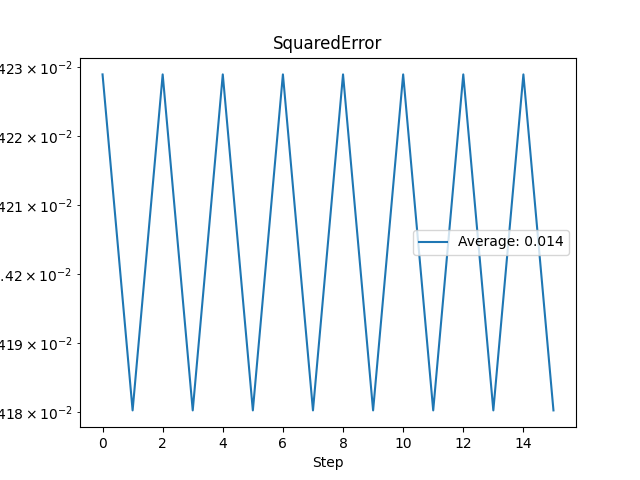 SquaredError
423 × 10⁻²
422 × 10⁻²
421 × 10⁻²
.42 × 10⁻²
419 × 10⁻²
418 × 10⁻²
Average: 0.014
0 2 4 6 8 10 12 14
Step